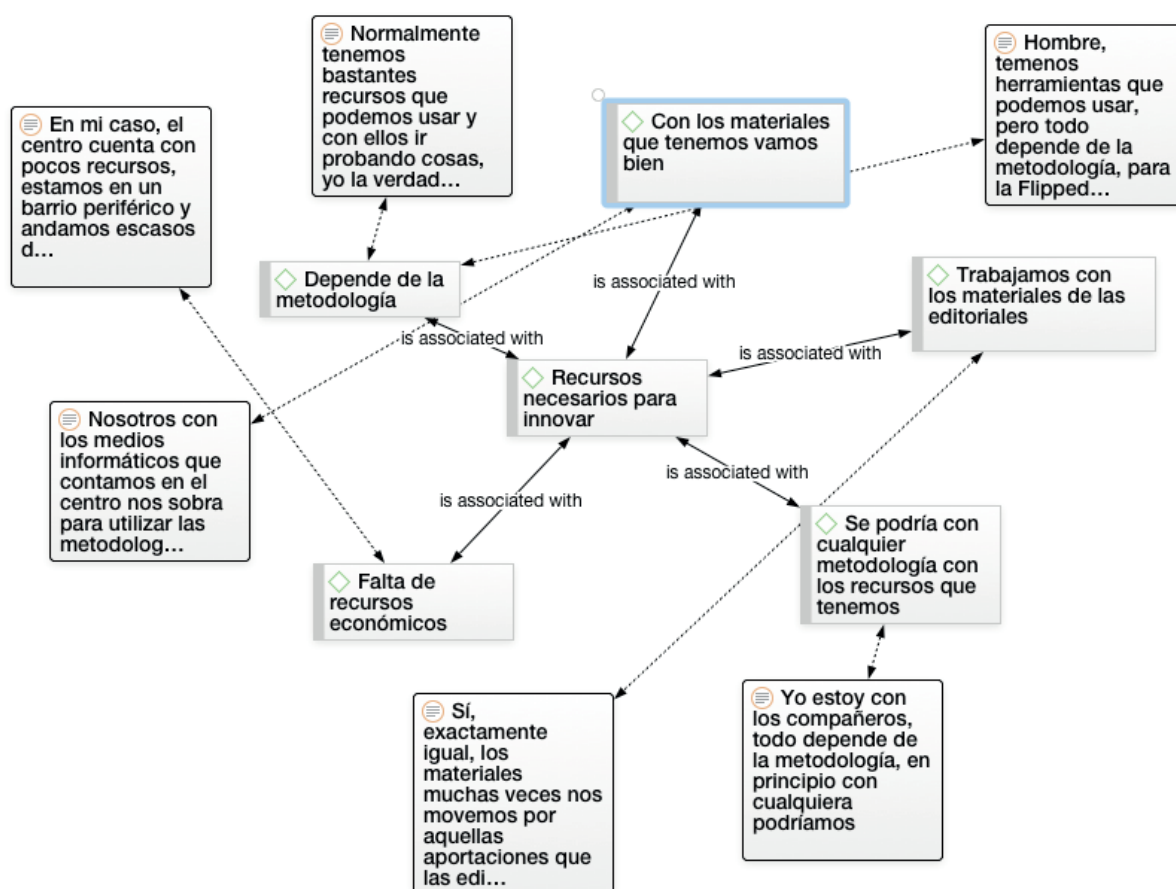 Normalmente
tenemos
bastantes
recursos que
podemos usar y
con ellos ir
probando cosas,
yo la verdad...
Hombre,
temenos
herramientas que
podemos usar,
pero todo
depende de la
metodología, para
la Flipped...
En mi caso, el
centro cuenta con
pocos recursos,
estamos en un
barrio periférico y
andamos escasos
d...
Con los materiales
que tenemos vamos
bien
Depende de la
metodología
is associated with
Trabajamos con
los materiales de las
editoriales
is associated with
is associated with
Recursos
necesarios para
innovar
Nosotros con
los medios
informáticos que
contamos en el
centro nos sobra
para utilizar las
metodolog...
is associated with
is associated with
Se podría con
cualquier
metodología con
los recursos que
tenemos
Falta de
recursos
económicos
Sí,
exactamente
igual, los
materiales
muchas veces nos
movemos por
aquellas
aportaciones que
las edi...
Yo estoy con
los compañeros,
todo depende de
la metodología, en
principio con
cualquiera
podríamos